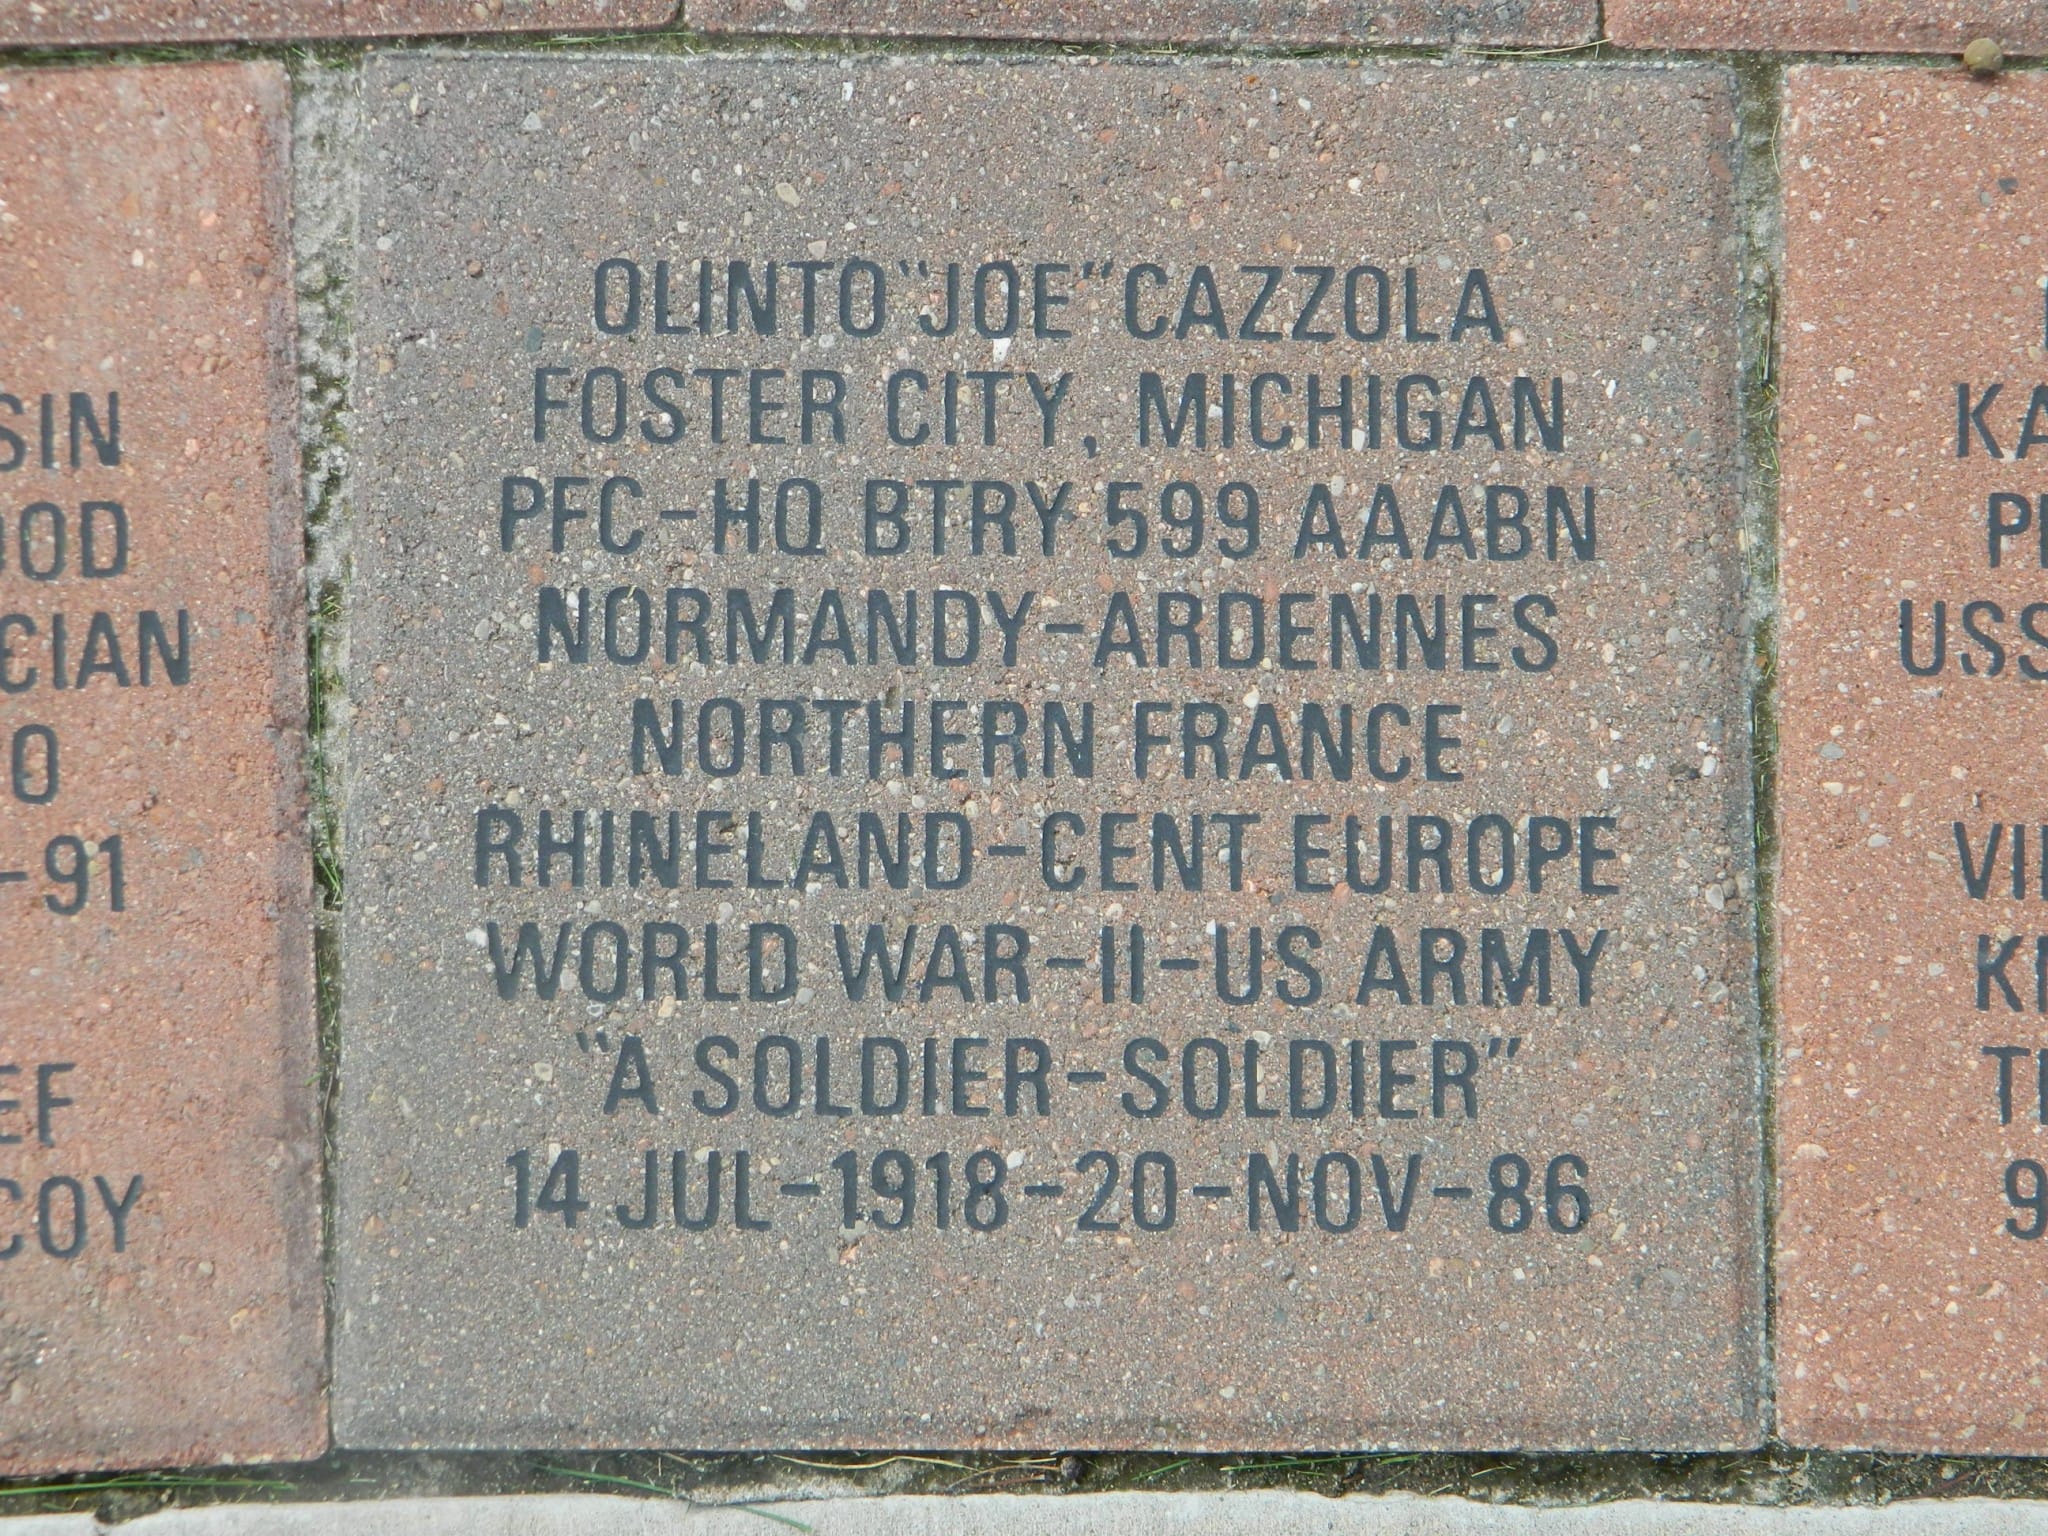 OLINTO "JOE" CAZZOLA
FOSTER CITY, MICHIGAN
PFC-HQ BTRY 599 AAABN
NORMANDY-ARDENNES
NORTHERN FRANCE
RHINELAND-CENT EUROPE
WORLD WAR-II-US ARMY
"A SOLDIER-SOLDIER"
14 JUL-1918-20-NOV-86